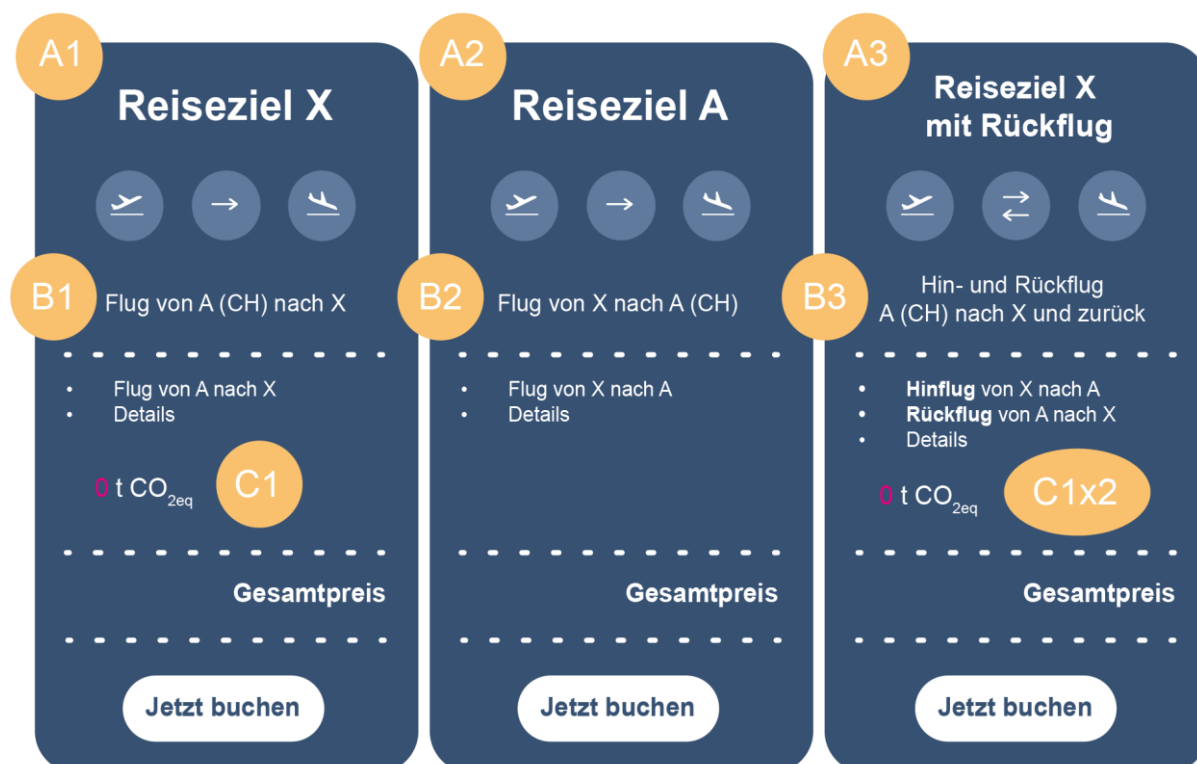 A1
Reiseziel X
B1
Flug von A (CH) nach X
• Flug von A nach X
• Details
0 t CO2eq
C1
Gesamtpreis
Jetzt buchen
A2
Reiseziel A
B2
Flug von X nach A (CH)
• Flug von X nach A
• Details
Gesamtpreis
Jetzt buchen
A3
Reiseziel X
mit Rückflug
B3
Hin- und Rückflug
A (CH) nach X und zurück
• Hinflug von X nach A
• Rückflug von A nach X
• Details
0 t CO2eq
C1x2
Gesamtpreis
Jetzt buchen